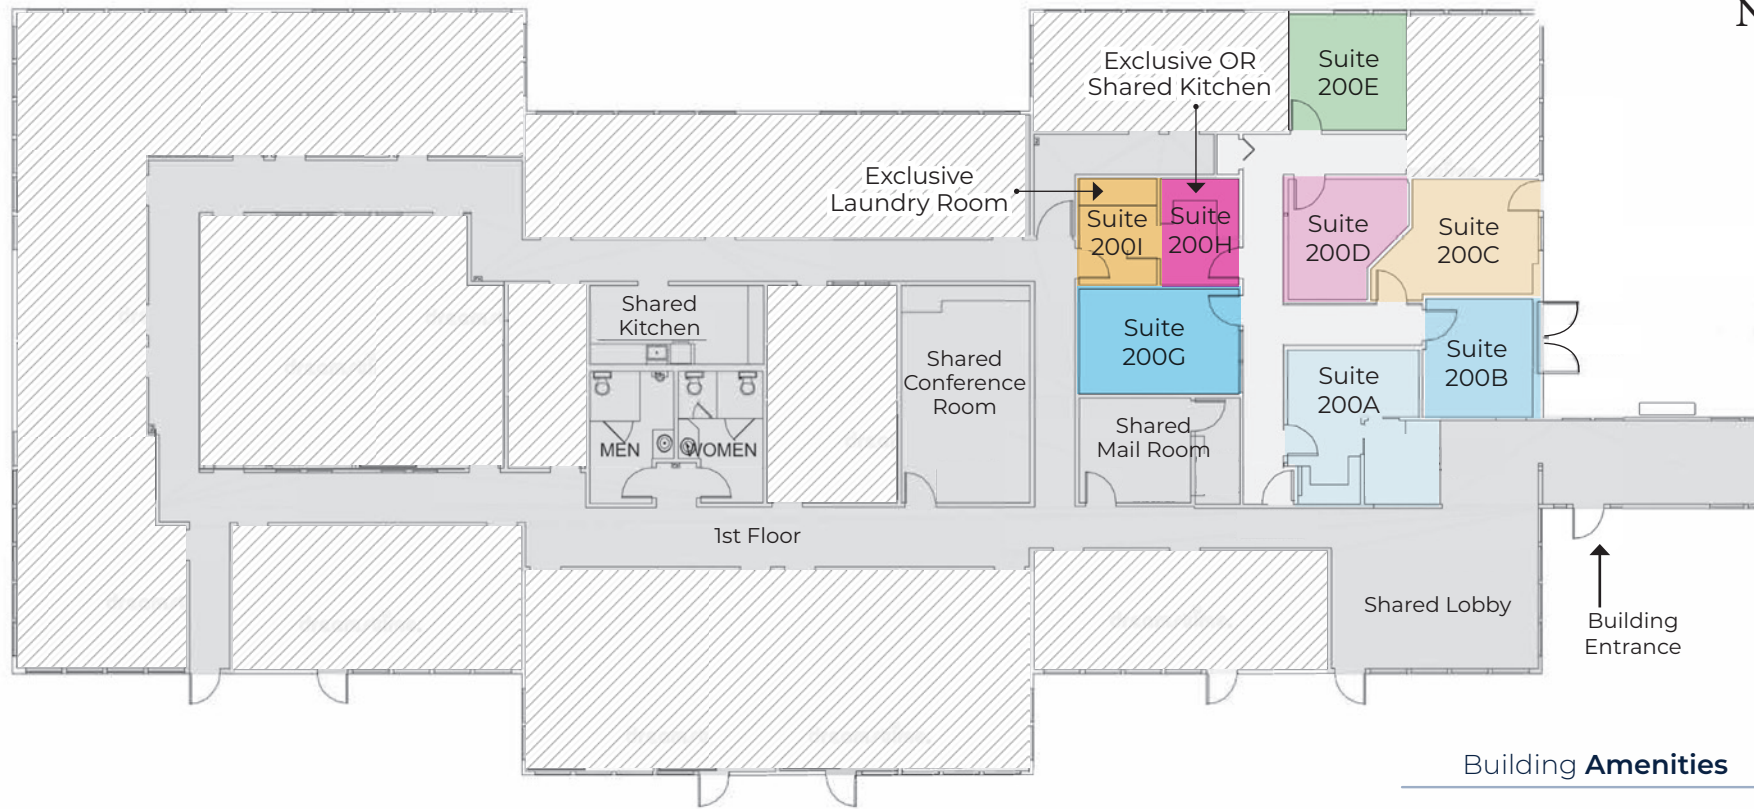 N
Exclusive OR
Shared Kitchen
Suite
200E
Exclusive
Laundry Room
Suite
200I
Suite
200H
Suite
200D
Suite
200C
Shared
Kitchen
Suite
200G
Suite
200B
Shared
Conference
Room
Suite
200A
Shared
Mail Room
MEN
WOMEN
1st Floor
Shared Lobby
Building
Entrance
Building Amenities